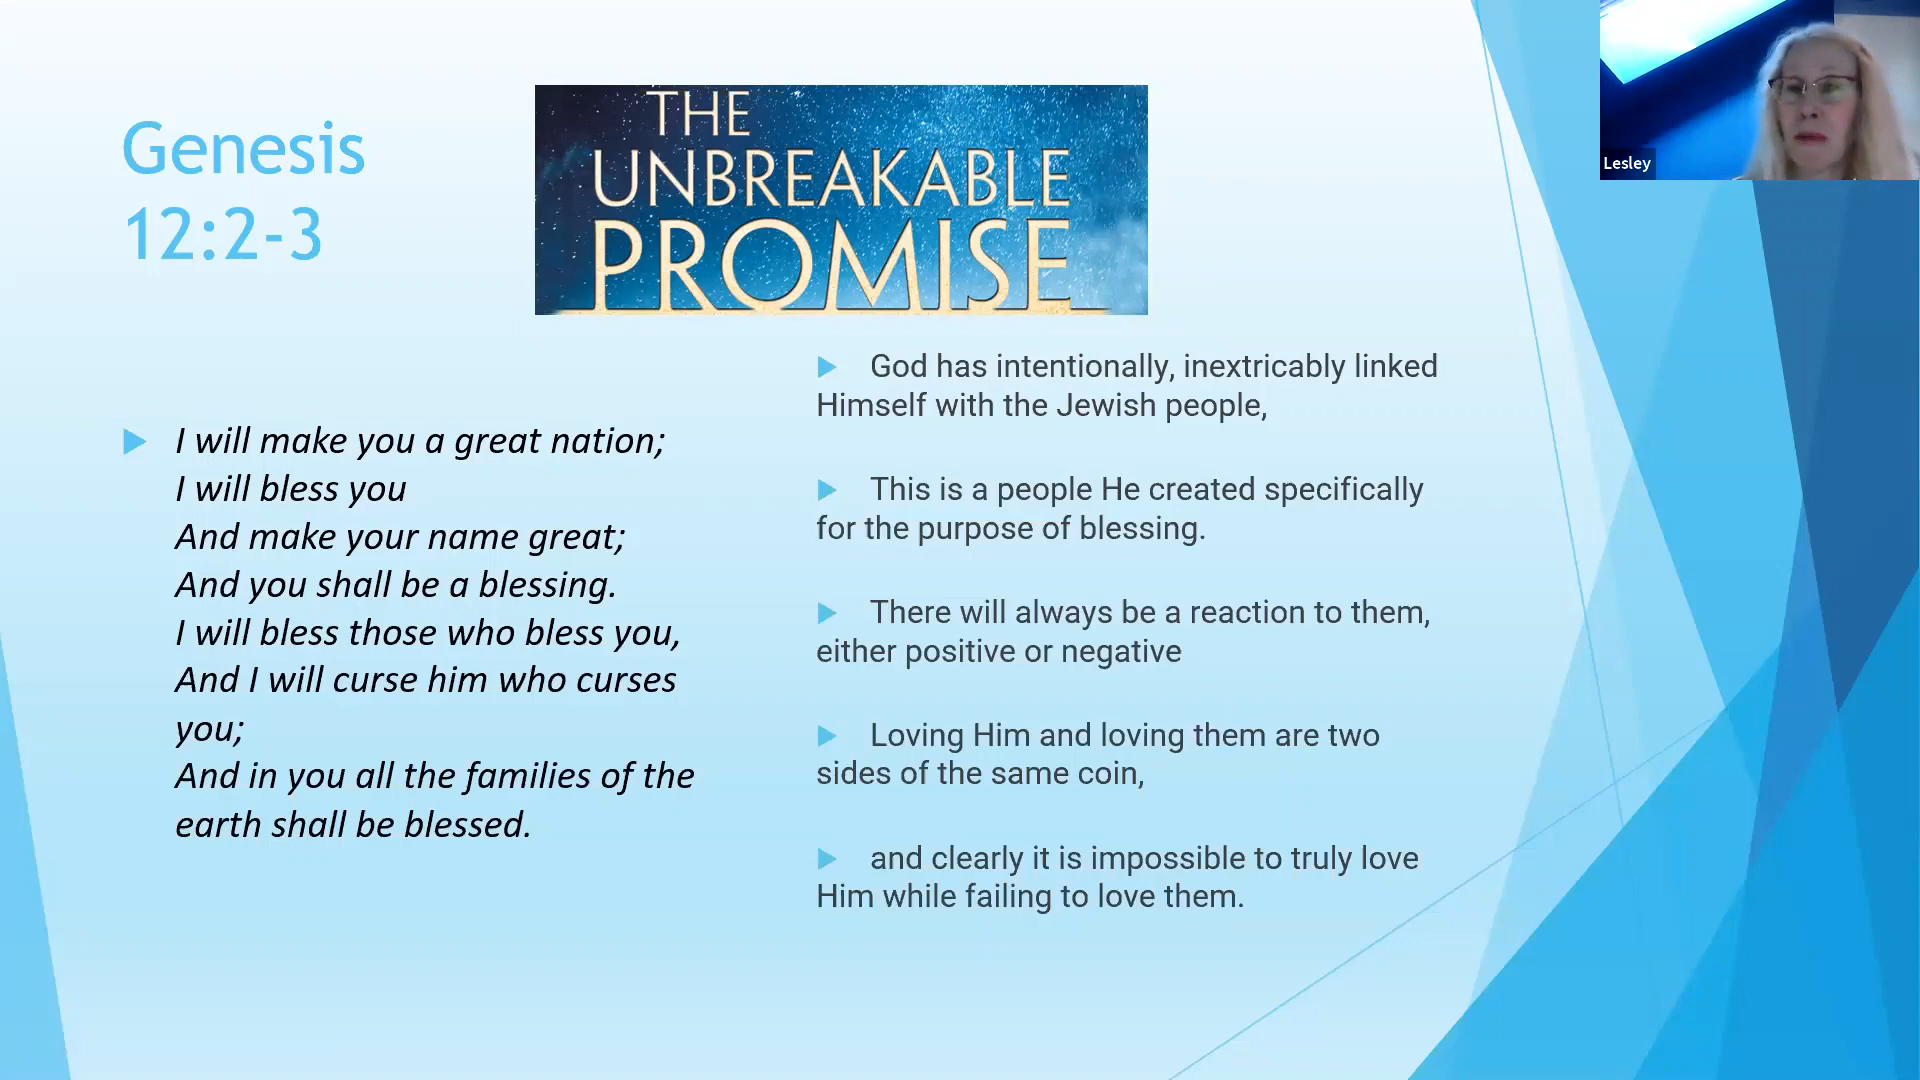 Genesis
12:2-3
THE
UNBREAKABLE
PROMISE
Lesley
I will make you a great nation;
I will bless you
And make your name great;
And you shall be a blessing.
I will bless those who bless you,
And I will curse him who curses
you;
And in you all the families of the
earth shall be blessed.
God has intentionally, inextricably linked
Himself with the Jewish people,
This is a people He created specifically
for the purpose of blessing.
There will always be a reaction to them,
either positive or negative
Loving Him and loving them are two
sides of the same coin,
and clearly it is impossible to truly love
Him while failing to love them.